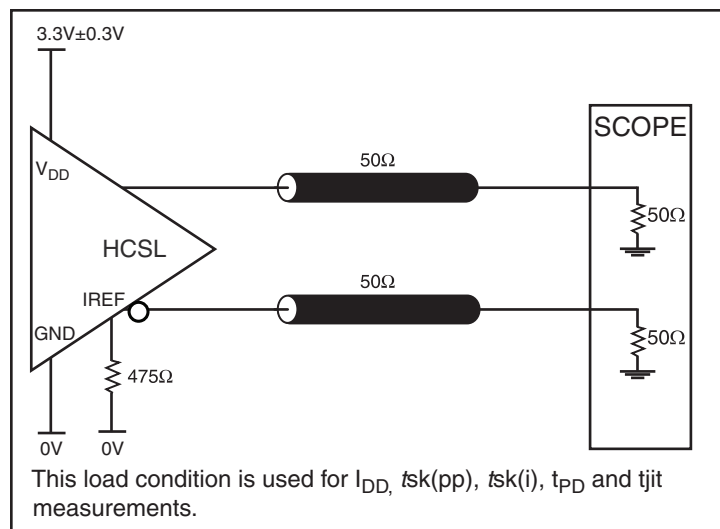 3.3V±0.3V
SCOPE
50Ω
VDD
50Ω
HCSL
IREF
50Ω
GND
50Ω
475Ω
0V
0V
This load condition is used for IDD, tsk(pp), tsk(i), tPD and tjit
measurements.